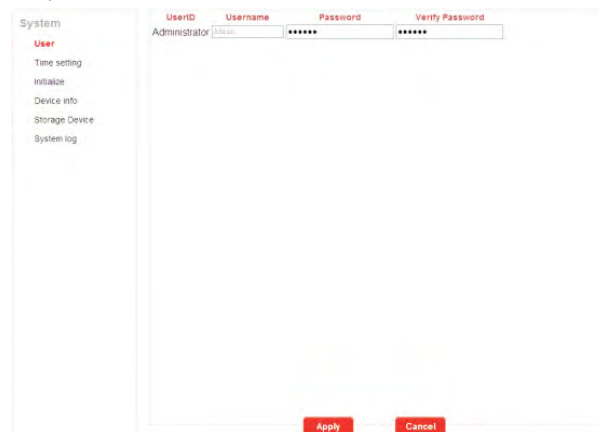 System
User
Time setting
Initialize
Device info
Storage Device
System log
UserID Username Password Verify Password
Administrator Admin •••••• ••••••
Apply Cancel